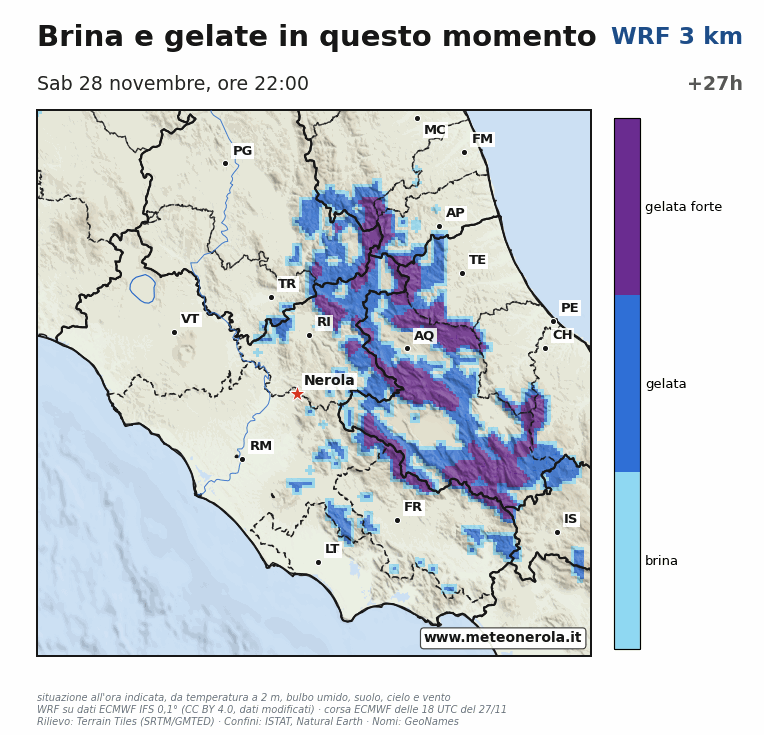 Brina e gelate in questo momento WRF 3 km
Sab 28 novembre, ore 22:00 +27h
MC
FM
PG
AP
TE
TR
PE
VT
RI
AQ
CH
Nerola
RM
FR
IS
LT
www.meteonerola.it
gelata forte
gelata
brina
situazione all'ora indicata, da temperatura a 2 m, bulbo umido, suolo, cielo e vento
WRF su dati ECMWF IFS 0,1° (CC BY 4.0, dati modificati) · corsa ECMWF delle 18 UTC del 27/11
Rilievo: Terrain Tiles (SRTM/GMTED) · Confini: ISTAT, Natural Earth · Nomi: GeoNames